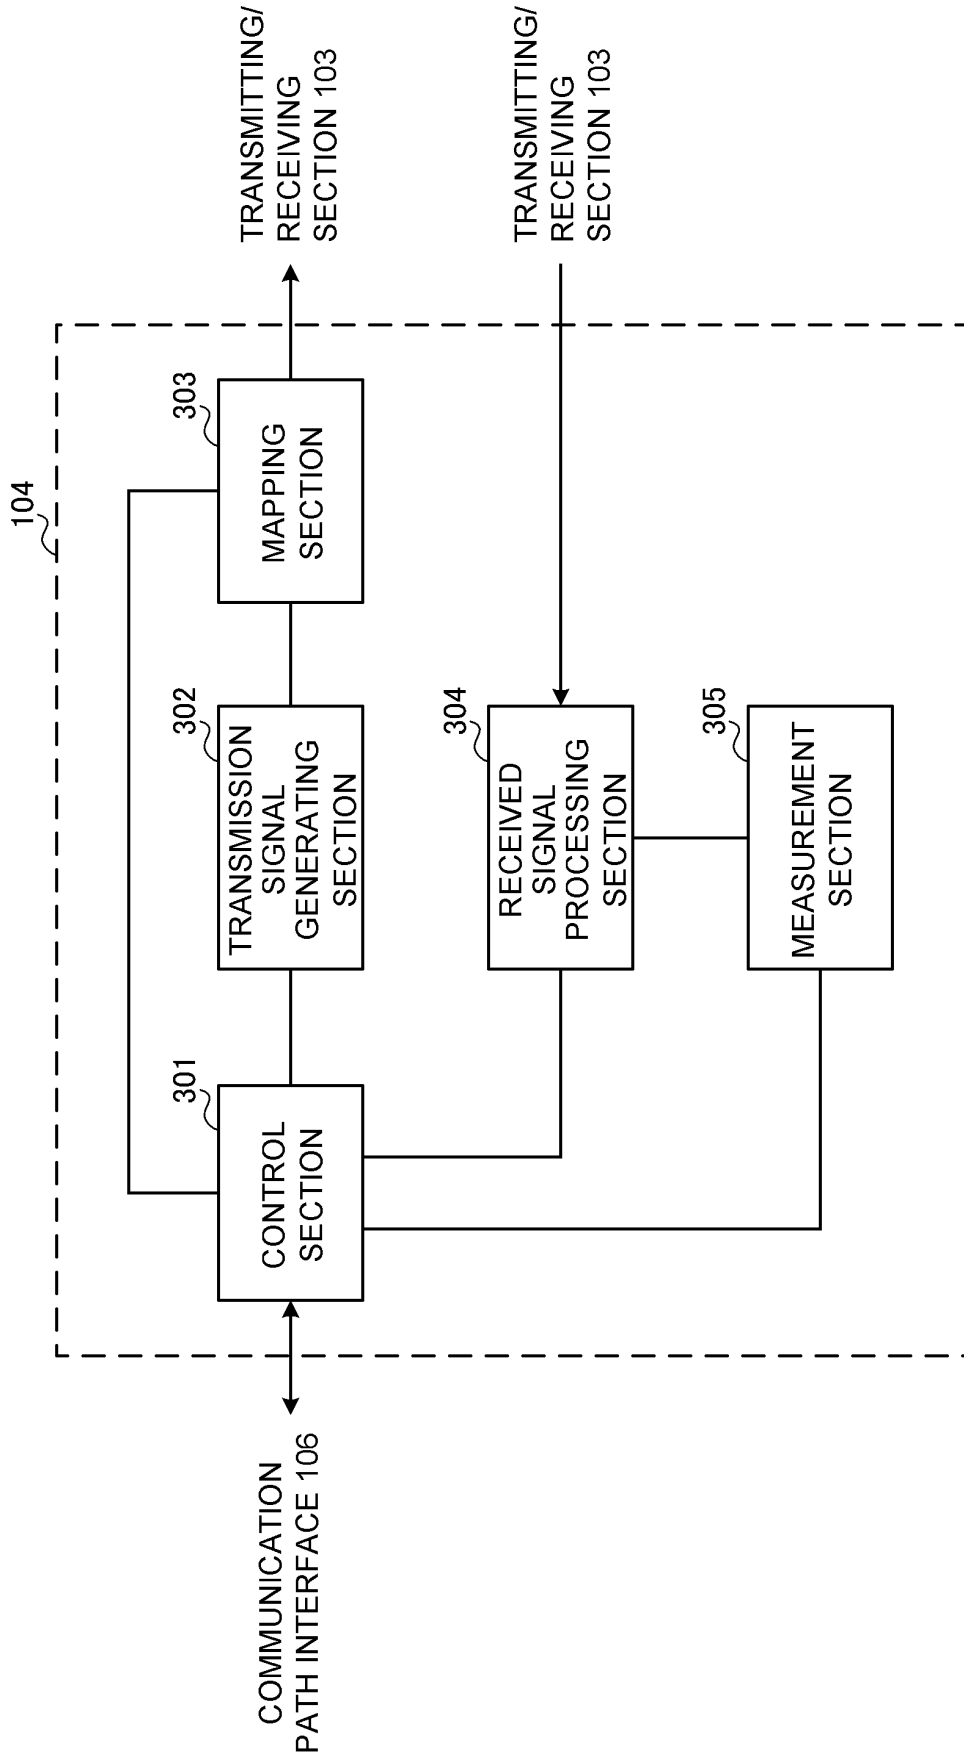 104
COMMUNICATION
PATH INTERFACE 106
301
CONTROL
SECTION
302
TRANSMISSION
SIGNAL
GENERATING
SECTION
303
MAPPING
SECTION
TRANSMITTING/
RECEIVING
SECTION 103
304
RECEIVED
SIGNAL
PROCESSING
SECTION
TRANSMITTING/
RECEIVING
SECTION 103
305
MEASUREMENT
SECTION